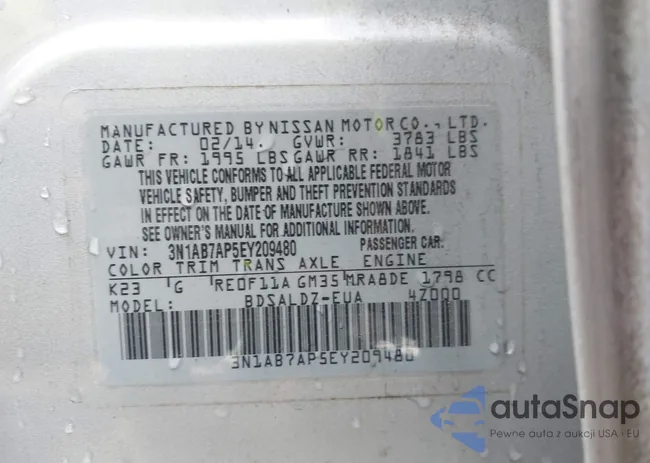 MANUFACTURED BY NISSAN MOTOR CO., LTD.
DATE: 02/14. GVWR: 3783 LBS
GAWR FR: 1995 LBS GAWR RR: 1841 LBS
THIS VEHICLE CONFORMS TO ALL APPLICABLE FEDERAL MOTOR
VEHICLE SAFETY, BUMPER AND THEFT PREVENTION STANDARDS
IN EFFECT ON THE DATE OF MANUFACTURE SHOWN ABOVE.
SEE OWNER'S MANUAL FOR ADDITIONAL INFORMATION.
VIN: 3N1AB7AP5EY209480 PASSENGER CAR.
COLOR TRIM TRANS AXLE ENGINE
K23 G RE0F11A GM35 MRA8DE 1798 CC
MODEL: BDSALDZ-EUA 4Z000
3N1AB7AP5EY209480
autaSnap
Pewne auta z aukcji USA i EU